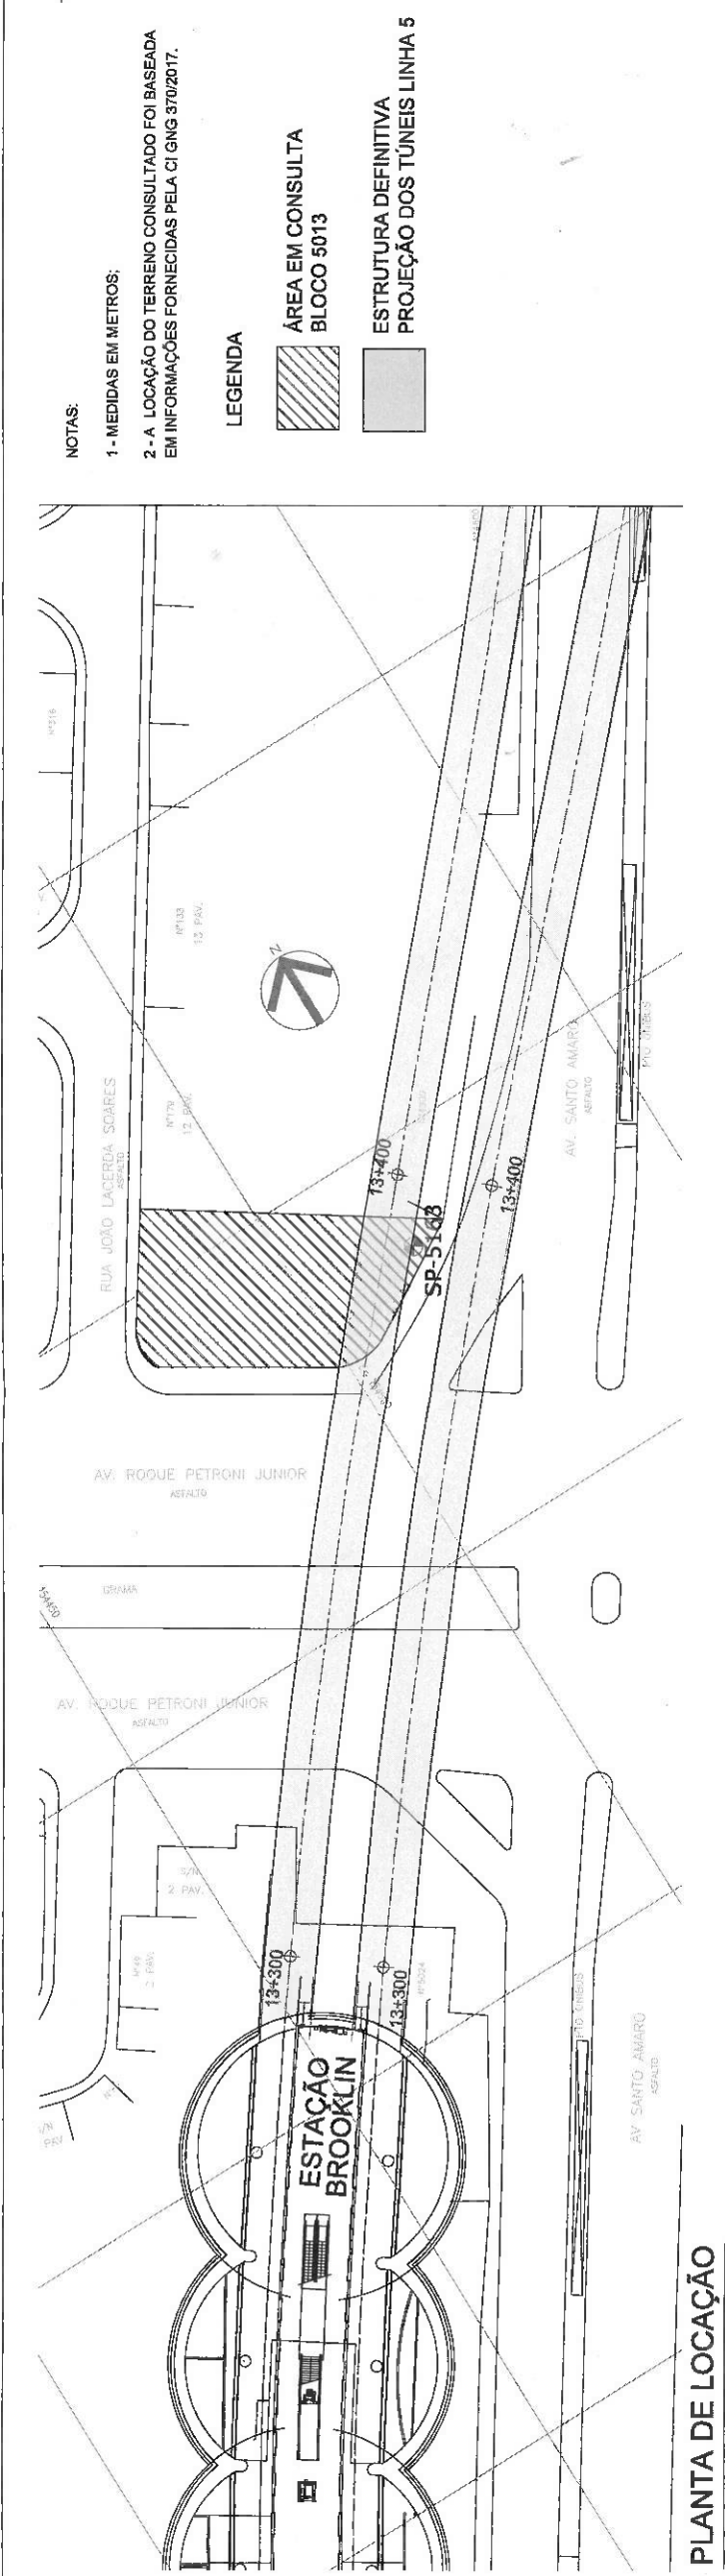 NOTAS:
1 - MEDIDAS EM METROS;
2 - A LOCAÇÃO DO TERRENO CONSULTADO FOI BASEADA
EM INFORMAÇÕES FORNECIDAS PELA CI GNG 370/2017.
LEGENDA
ÁREA EM CONSULTA
BLOCO 5013
ESTRUTURA DEFINITIVA
PROJEÇÃO DOS TÚNEIS LINHA 5
Nº133
13 PAV.
N
RUA JOÃO LACERDA SOARES
ASFALTO
12 PAV.
13+400
SP-5163
13+400
AV. SANTO AMARO
ASFALTO
AV. ROQUE PETRONI JUNIOR
ASFALTO
GRAMA
AV. ROQUE PETRONI JUNIOR
ASFALTO
S/N
2 PAV.
2 PAV.
13+300
13+300
ESTAÇÃO
BROOKLIN
AV SANTO AMARO
ASFALTO
PLANTA DE LOCAÇÃO